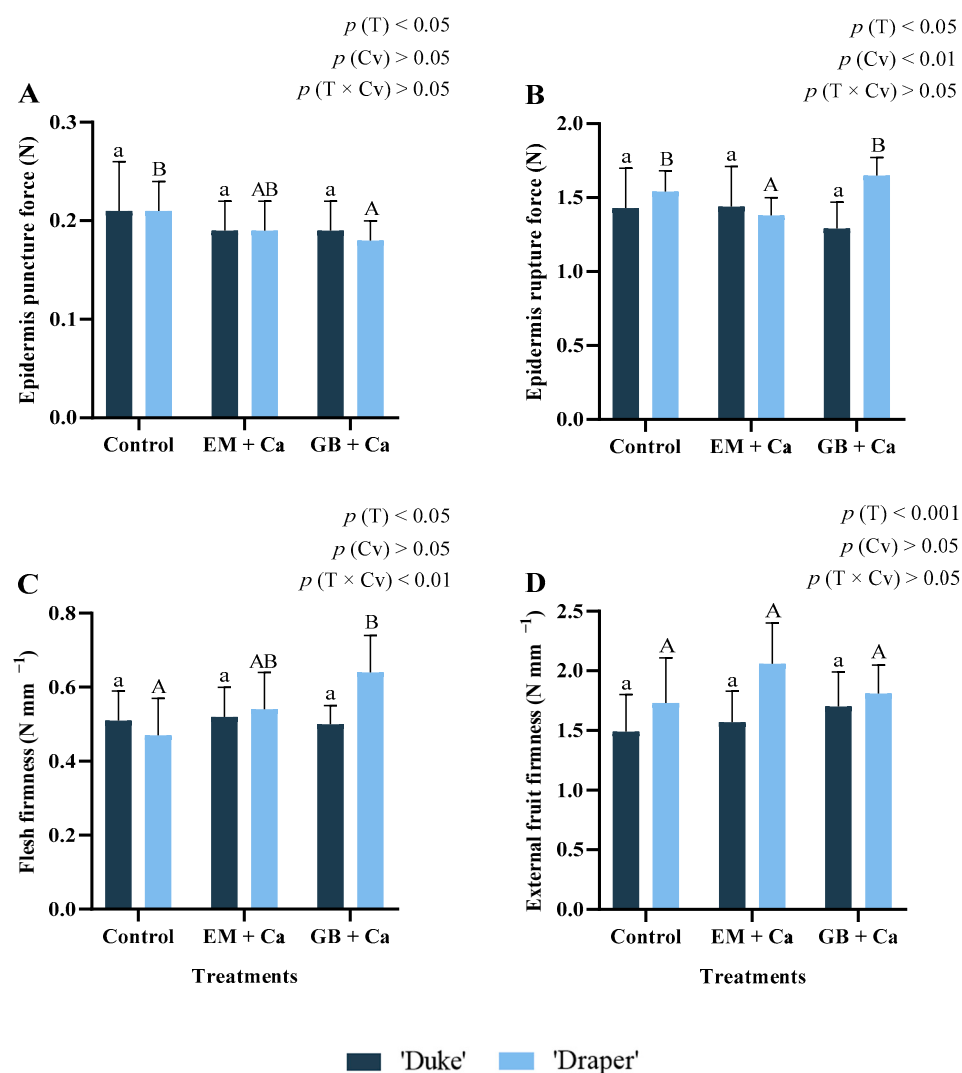 p (T) < 0.05
p (Cv) > 0.05
p (T × Cv) > 0.05
A
0.3
0.2
0.1
0.0
Epidermis puncture force (N)
a
B
a
AB
a
A
Control
EM + Ca
GB + Ca
p (T) < 0.05
p (Cv) < 0.01
p (T × Cv) > 0.05
B
2.0
1.5
1.0
0.5
0.0
Epidermis rupture force (N)
a
B
a
A
a
B
Control
EM + Ca
GB + Ca
p (T) < 0.05
p (Cv) > 0.05
p (T × Cv) < 0.01
C
0.8
0.6
0.4
0.2
0.0
Flesh firmness (N mm ⁻¹)
a
A
a
AB
a
B
Control
EM + Ca
GB + Ca
Treatments
p (T) < 0.001
p (Cv) > 0.05
p (T × Cv) > 0.05
D
2.5
2.0
1.5
1.0
0.5
0.0
External fruit firmness (N mm ⁻¹)
a
A
a
A
a
A
Control
EM + Ca
GB + Ca
Treatments
'Duke'
'Draper'